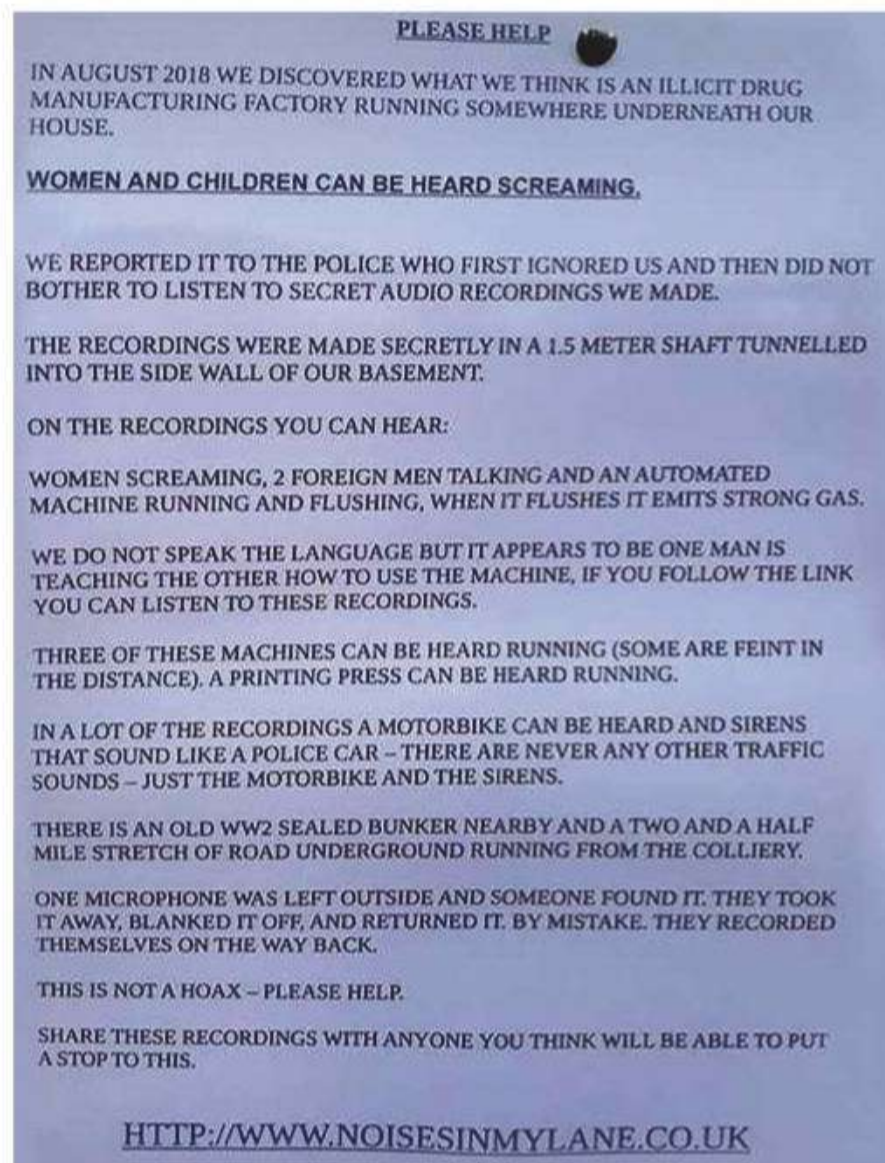 PLEASE HELP
IN AUGUST 2018 WE DISCOVERED WHAT WE THINK IS AN ILLICIT DRUG
MANUFACTURING FACTORY RUNNING SOMEWHERE UNDERNEATH OUR
HOUSE.
WOMEN AND CHILDREN CAN BE HEARD SCREAMING.
WE REPORTED IT TO THE POLICE WHO FIRST IGNORED US AND THEN DID NOT
BOTHER TO LISTEN TO SECRET AUDIO RECORDINGS WE MADE.
THE RECORDINGS WERE MADE SECRETLY IN A 1.5 METER SHAFT TUNNELLED
INTO THE SIDE WALL OF OUR BASEMENT.
ON THE RECORDINGS YOU CAN HEAR:
WOMEN SCREAMING, 2 FOREIGN MEN TALKING AND AN AUTOMATED
MACHINE RUNNING AND FLUSHING, WHEN IT FLUSHES IT EMITS STRONG GAS.
WE DO NOT SPEAK THE LANGUAGE BUT IT APPEARS TO BE ONE MAN IS
TEACHING THE OTHER HOW TO USE THE MACHINE, IF YOU FOLLOW THE LINK
YOU CAN LISTEN TO THESE RECORDINGS.
THREE OF THESE MACHINES CAN BE HEARD RUNNING (SOME ARE FEINT IN
THE DISTANCE). A PRINTING PRESS CAN BE HEARD RUNNING.
IN A LOT OF THE RECORDINGS A MOTORBIKE CAN BE HEARD AND SIRENS
THAT SOUND LIKE A POLICE CAR – THERE ARE NEVER ANY OTHER TRAFFIC
SOUNDS – JUST THE MOTORBIKE AND THE SIRENS.
THERE IS AN OLD WW2 SEALED BUNKER NEARBY AND A TWO AND A HALF
MILE STRETCH OF ROAD UNDERGROUND RUNNING FROM THE COLLIERY.
ONE MICROPHONE WAS LEFT OUTSIDE AND SOMEONE FOUND IT. THEY TOOK
IT AWAY, BLANKED IT OFF, AND RETURNED IT. BY MISTAKE. THEY RECORDED
THEMSELVES ON THE WAY BACK.
THIS IS NOT A HOAX – PLEASE HELP.
SHARE THESE RECORDINGS WITH ANYONE YOU THINK WILL BE ABLE TO PUT
A STOP TO THIS.
HTTP://WWW.NOISESINMYLANE.CO.UK